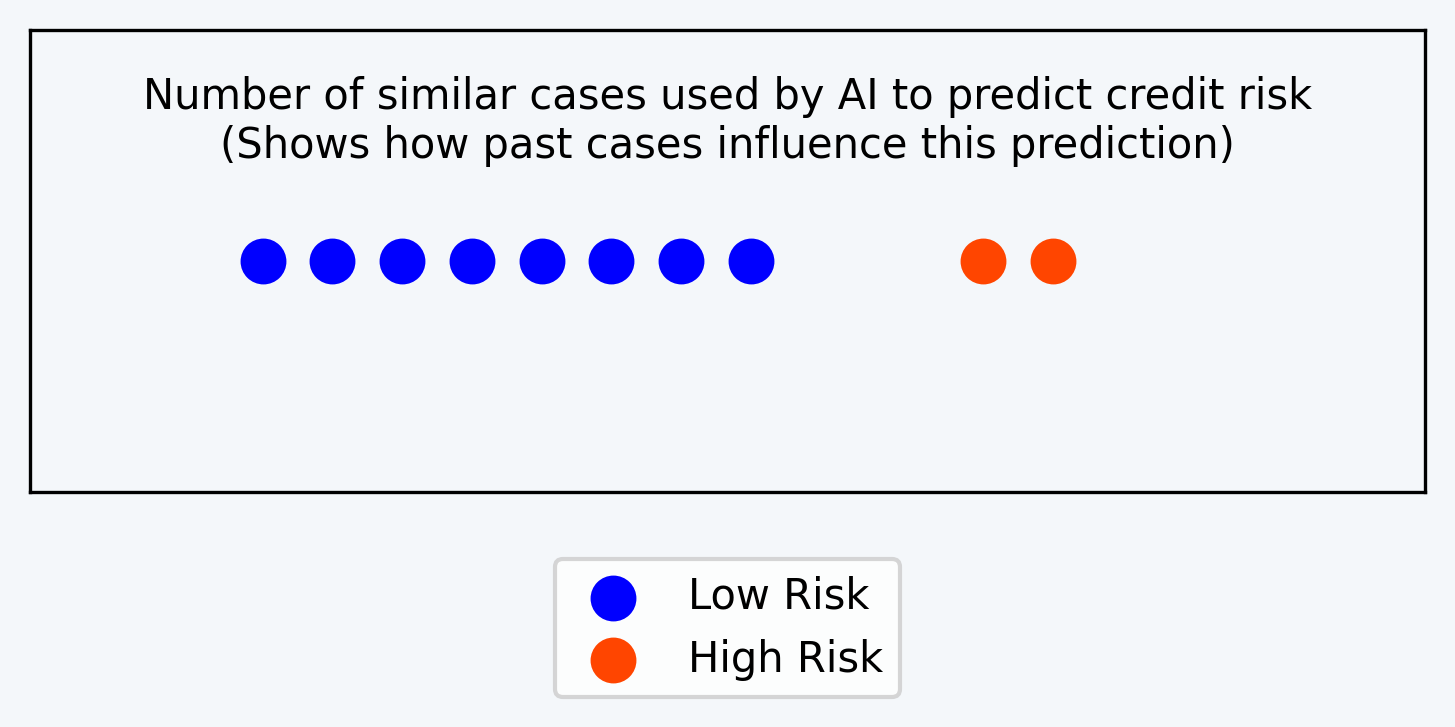 Number of similar cases used by AI to predict credit risk
(Shows how past cases influence this prediction)
Low Risk
High Risk